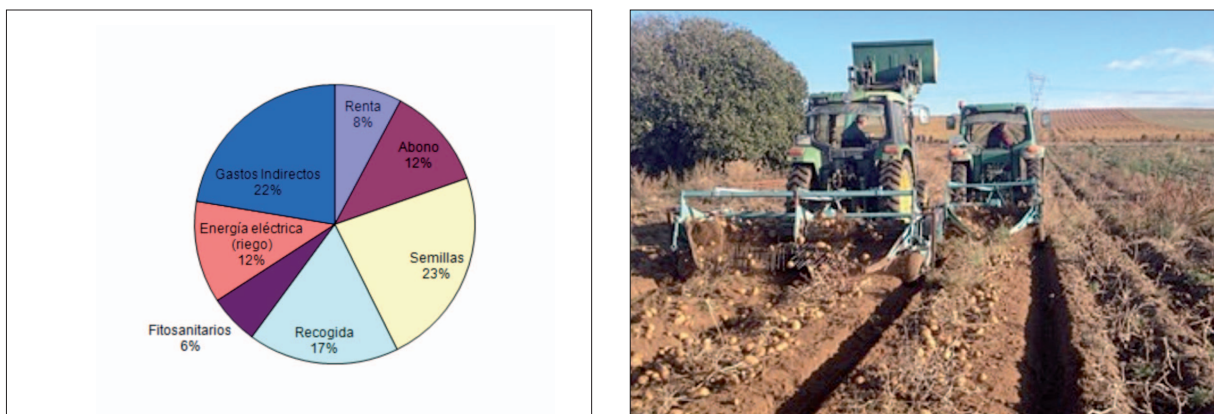 Renta
8%
Abono
12%
Semillas
23%
Recogida
17%
Fitosanitarios
6%
Energía eléctrica
(riego)
12%
Gastos Indirectos
22%